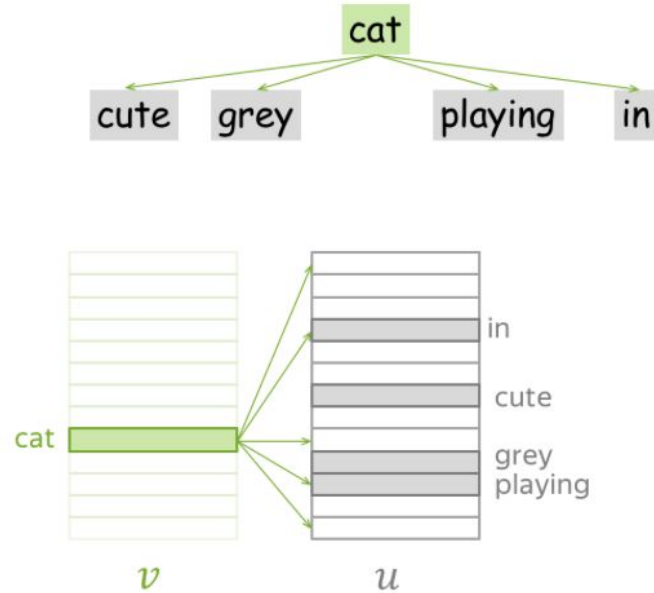 cat
cute grey playing in
in
cute
cat
grey
playing
v u